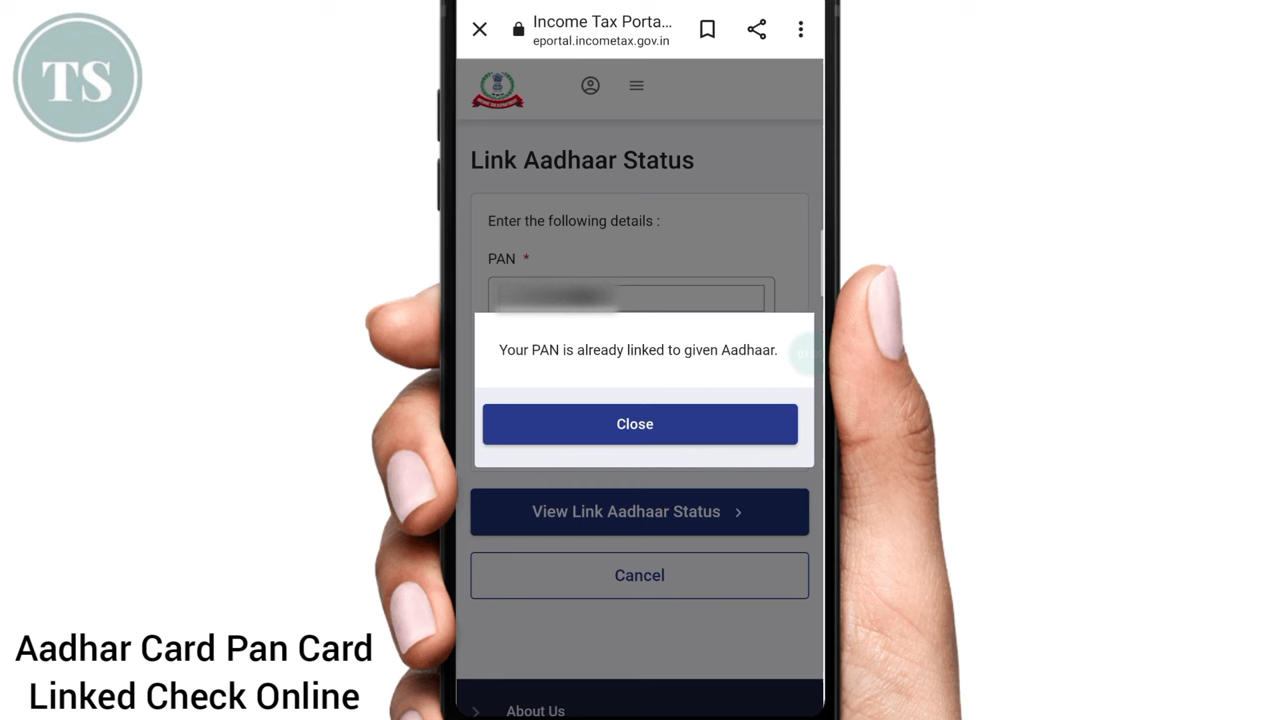 TS
Income Tax Porta...
eportal.incometax.gov.in
Link Aadhaar Status
Enter the following details :
PAN *
Your PAN is already linked to given Aadhaar.
Close
View Link Aadhaar Status
Cancel
About Us
Aadhar Card Pan Card
Linked Check Online